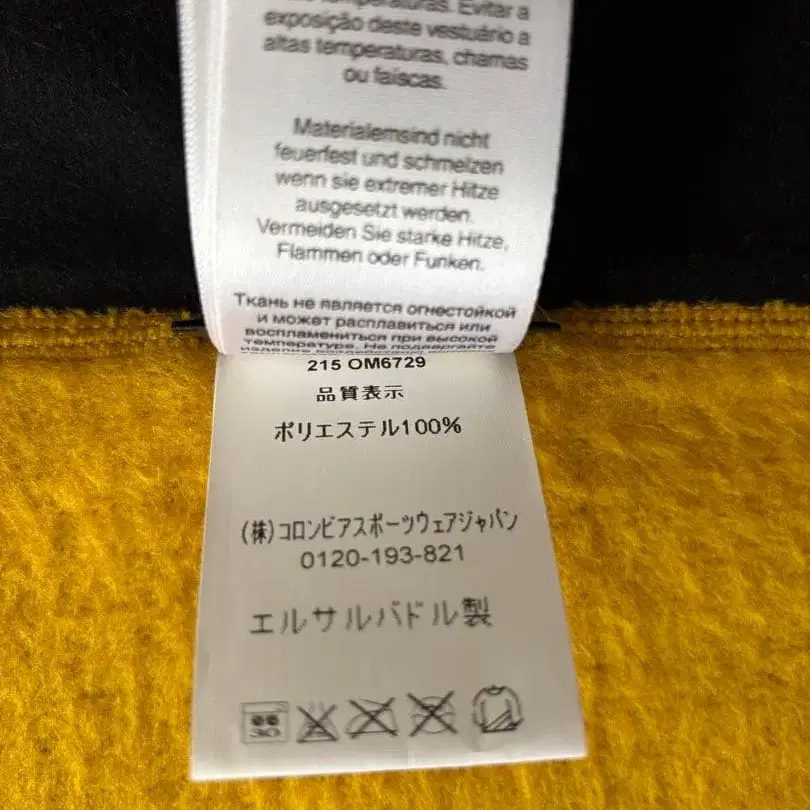 temperaturas. Evitar a
exposição deste vestuário a
altas temperaturas, chamas
ou faíscas.
Materialemsind nicht
feuerfest und schmelzen
wenn sie extremer Hitze
ausgesetzt werden.
Vermeiden Sie starke Hitze,
Flammen oder Funken.
Ткань не является огнестойкой
и может расплавиться или
воспламениться при высокой
температуре. Не подвергайте
215 OM6729
品質表示
ポリエステル100%
(株)コロンビアスポーツウェアジャパン
0120-193-821
エルサルバドル製
30